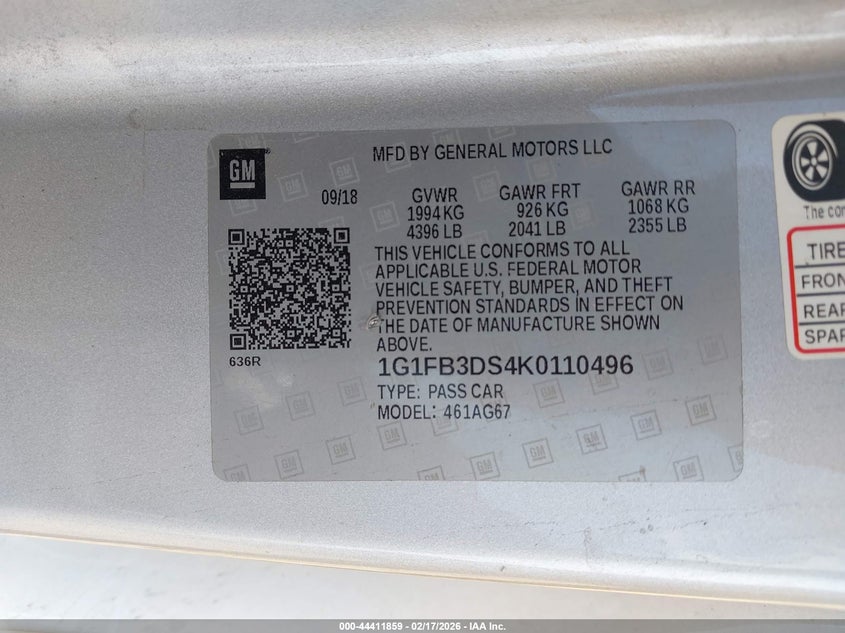 GM
MFD BY GENERAL MOTORS LLC
09/18
GVWR GAWR FRT GAWR RR
1994 KG 926 KG 1068 KG
4396 LB 2041 LB 2355 LB
THIS VEHICLE CONFORMS TO ALL
APPLICABLE U.S. FEDERAL MOTOR
VEHICLE SAFETY, BUMPER, AND THEFT
PREVENTION STANDARDS IN EFFECT ON
THE DATE OF MANUFACTURE SHOWN
ABOVE.
636R
1G1FB3DS4K0110496
TYPE: PASS CAR
MODEL: 461AG67
The con
TIRE
FRON
REAR
SPAR
000-44411859 — 02/17/2026 — IAA Inc.